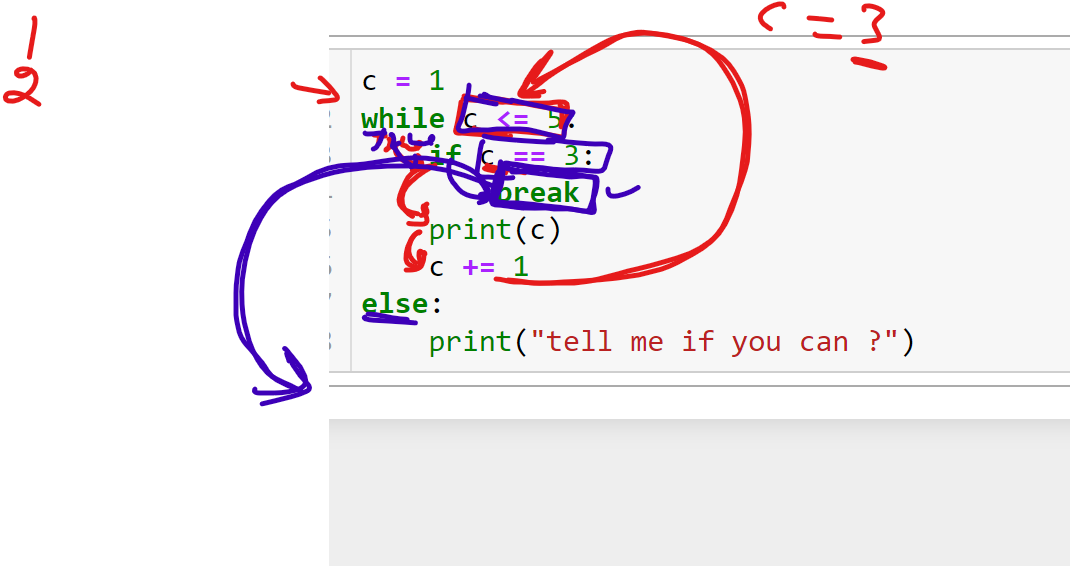 1
2
c = 3
c = 1
while c <= 5:
if c == 3:
break
print(c)
c += 1
else:
print("tell me if you can ?")